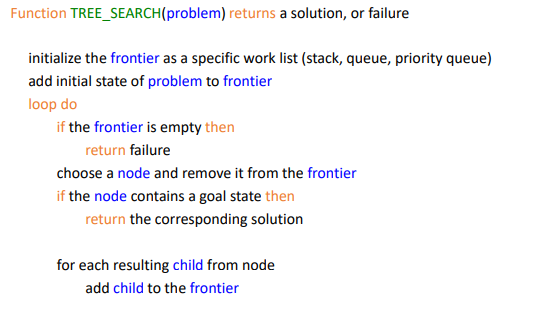 Function TREE_SEARCH(problem) returns a solution, or failure
initialize the frontier as a specific work list (stack, queue, priority queue)
add initial state of problem to frontier
loop do
if the frontier is empty then
return failure
choose a node and remove it from the frontier
if the node contains a goal state then
return the corresponding solution
for each resulting child from node
add child to the frontier